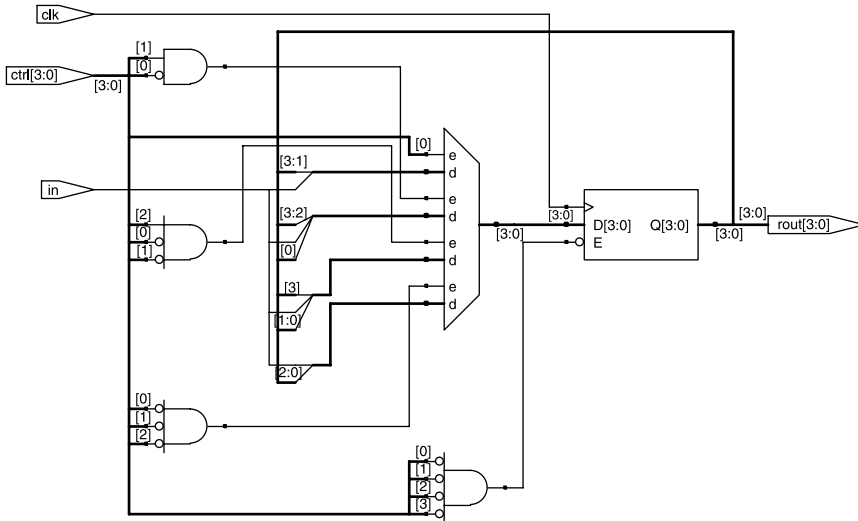 clk
[1]
[0]
ctrl[3:0]
[3:0]
[0]
e
[3:1]
d
in
e
[3:2]
d
[2]
[0]
[1]
[0]
e
d
[3:0]
[3:0]
D[3:0]
Q[3:0]
E
[3:0]
[3:0]
rout[3:0]
[3]
e
d
[1:0]
[2:0]
[0]
[1]
[2]
[0]
[1]
[2]
[3]